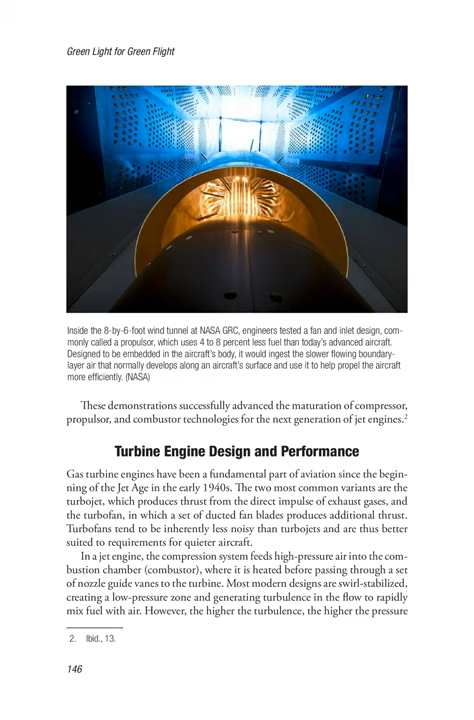 Green Light for Green Flight
Inside the 8-by-6-foot wind tunnel at NASA GRC, engineers tested a fan and inlet design, com-
monly called a propulsor, which uses 4 to 8 percent less fuel than today's advanced aircraft.
Designed to be embedded in the aircraft's body, it would ingest the slower flowing boundary-
layer air that normally develops along an aircraft's surface and use it to help propel the aircraft
more efficiently. (NASA)
These demonstrations successfully advanced the maturation of compressor,
propulsor, and combustor technologies for the next generation of jet engines.2
Turbine Engine Design and Performance
Gas turbine engines have been a fundamental part of aviation since the begin-
ning of the Jet Age in the early 1940s. The two most common variants are the
turbojet, which produces thrust from the direct impulse of exhaust gases, and
the turbofan, in which a set of ducted fan blades produces additional thrust.
Turbofans tend to be inherently less noisy than turbojets and are thus better
suited to requirements for quieter aircraft.
In a jet engine, the compression system feeds high-pressure air into the com-
bustion chamber (combustor), where it is heated before passing through a set
of nozzle guide vanes to the turbine. Most modern designs are swirl-stabilized,
creating a low-pressure zone and generating turbulence in the flow to rapidly
mix fuel with air. However, the higher the turbulence, the higher the pressure
2. Ibid., 13.
146